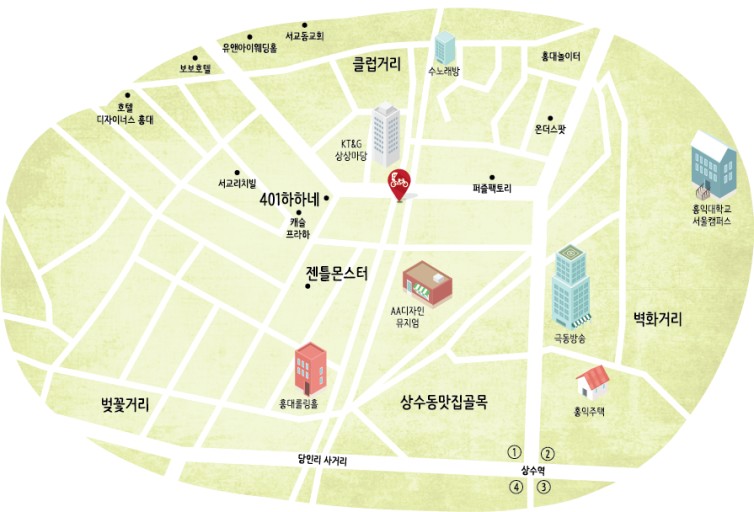 서교동교회
유앤아이웨딩홀
보보호텔
클럽거리
수노래방
홍대놀이터
호텔
디자이너스 홍대
KT&G
상상마당
온더스팟
서교리치빌
401하하네
캐슬
프라하
퍼즐팩토리
홍익대학교
서울캠퍼스
젠틀몬스터
AA디자인
뮤지엄
극동방송
벽화거리
벚꽃거리
홍대롤링홀
상수동맛집골목
홍익주택
당인리 사거리
① ②
상수역
④ ③